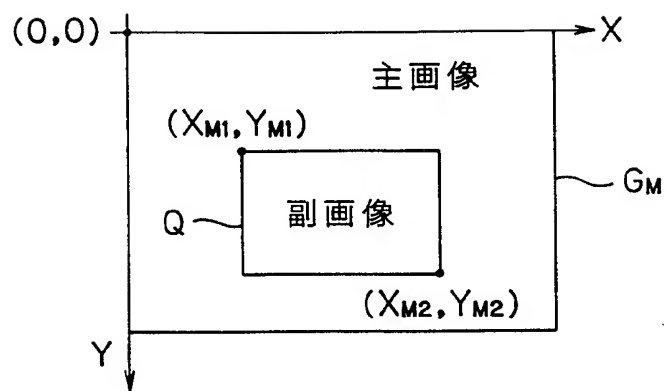 (0,0)
X
主画像
(XM1,YM1)
GM
Q
副画像
(XM2,YM2)
Y